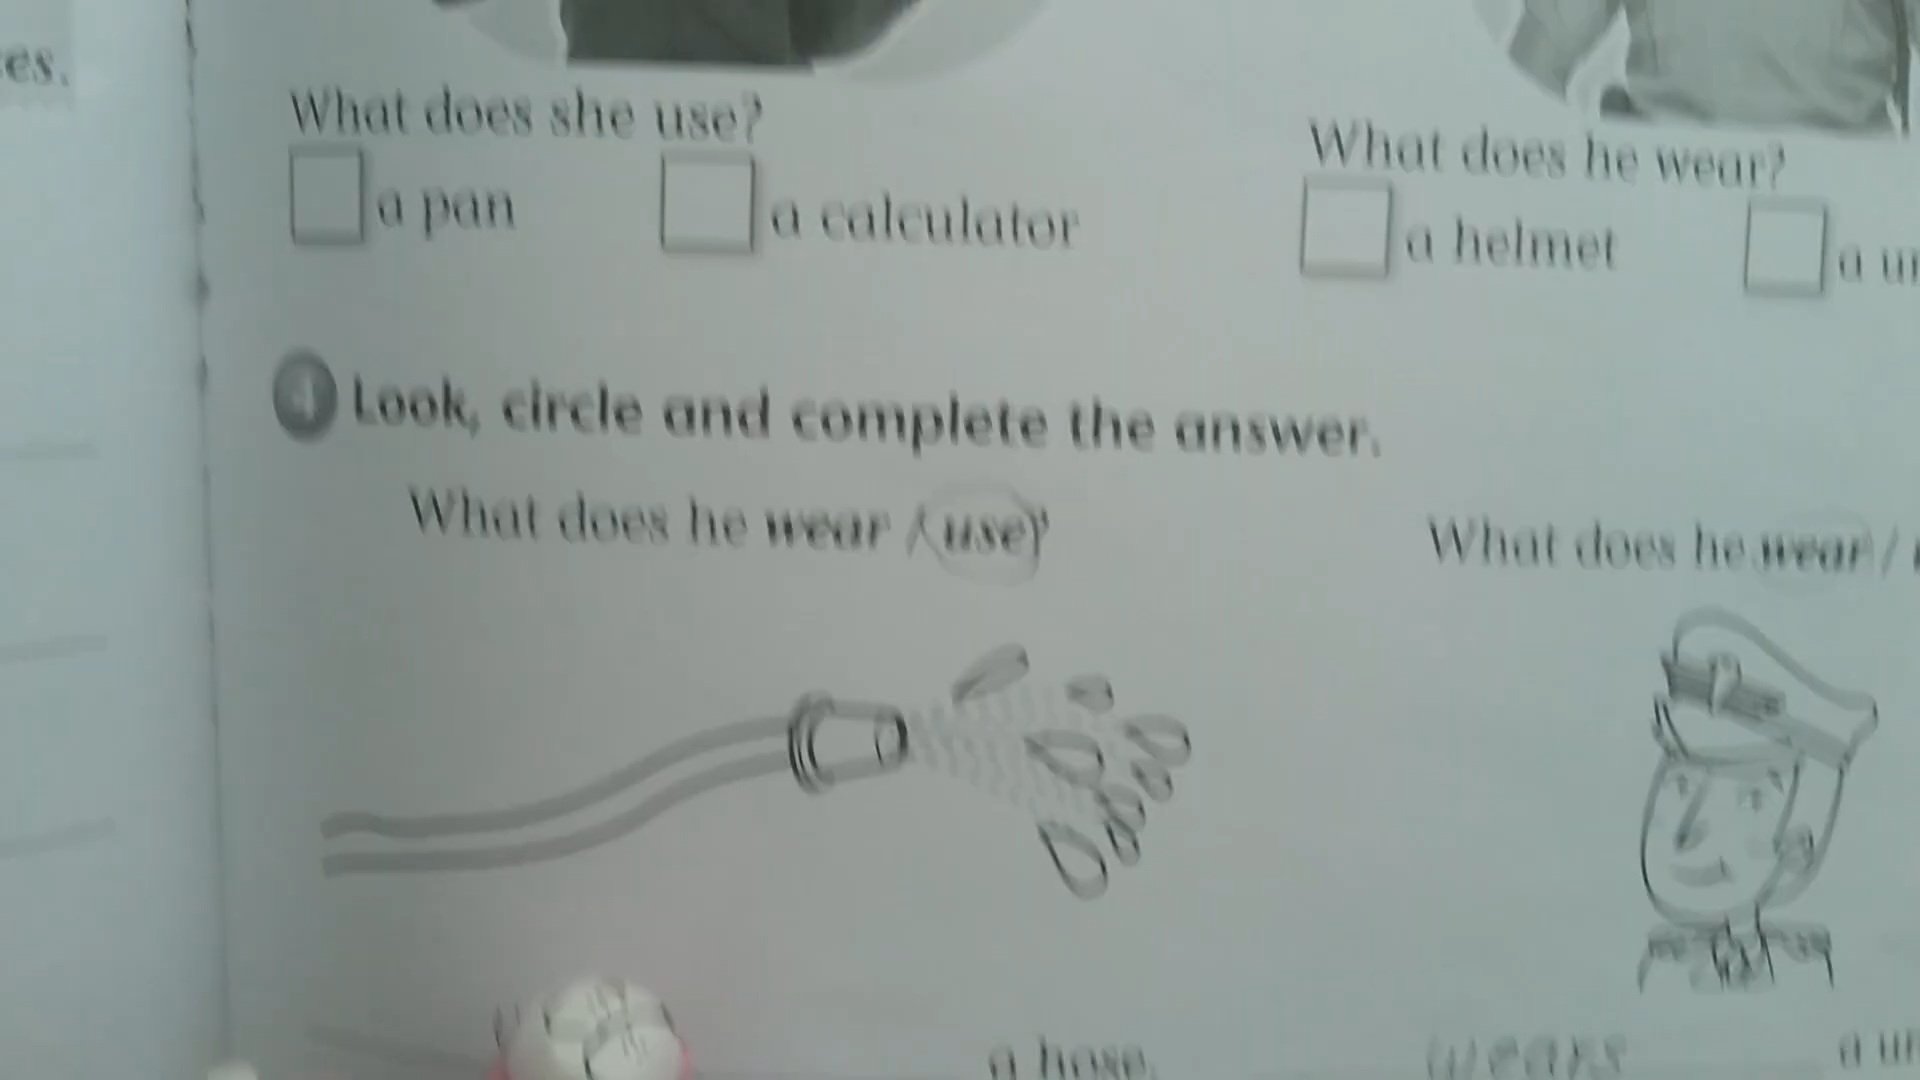 es.
What does she use?
a pan
a calculator
What does he wear?
a helmet
a
4 Look, circle and complete the answer.
What does he wear / use?
What does he wear /
a hose.
wears
a